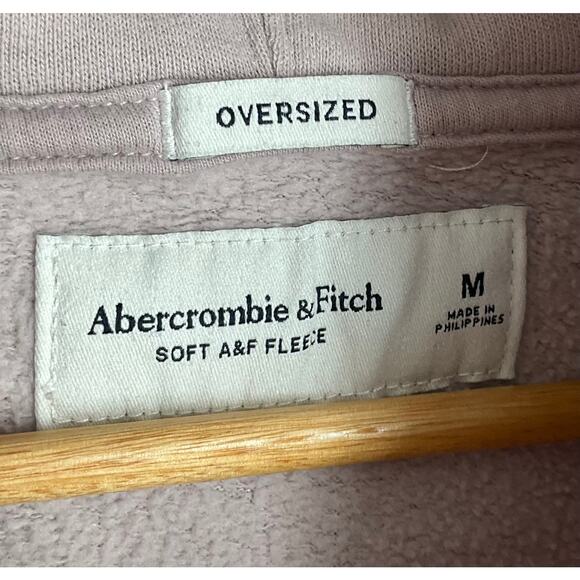 OVERSIZED
Abercrombie & Fitch
SOFT A&F FLEECE
M
MADE IN
PHILIPPINES